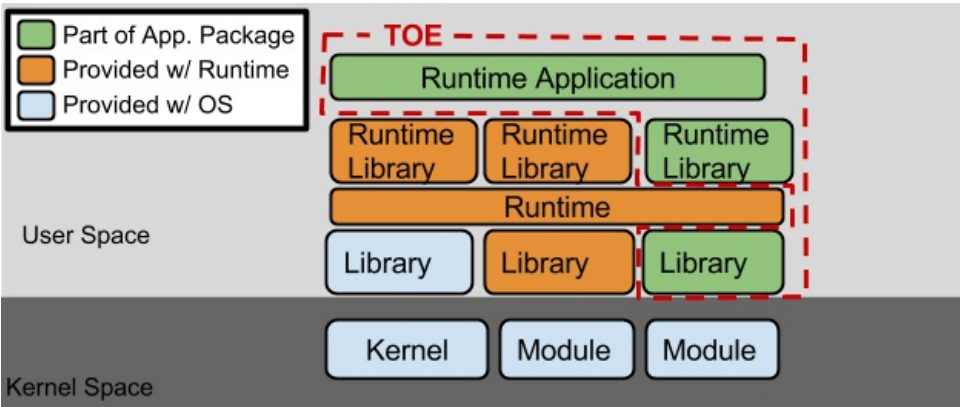 Part of App. Package
Provided w/ Runtime
Provided w/ OS
TOE
Runtime Application
Runtime
Library
Runtime
Library
Runtime
Library
Runtime
User Space
Library
Library
Library
Kernel
Module
Module
Kernel Space